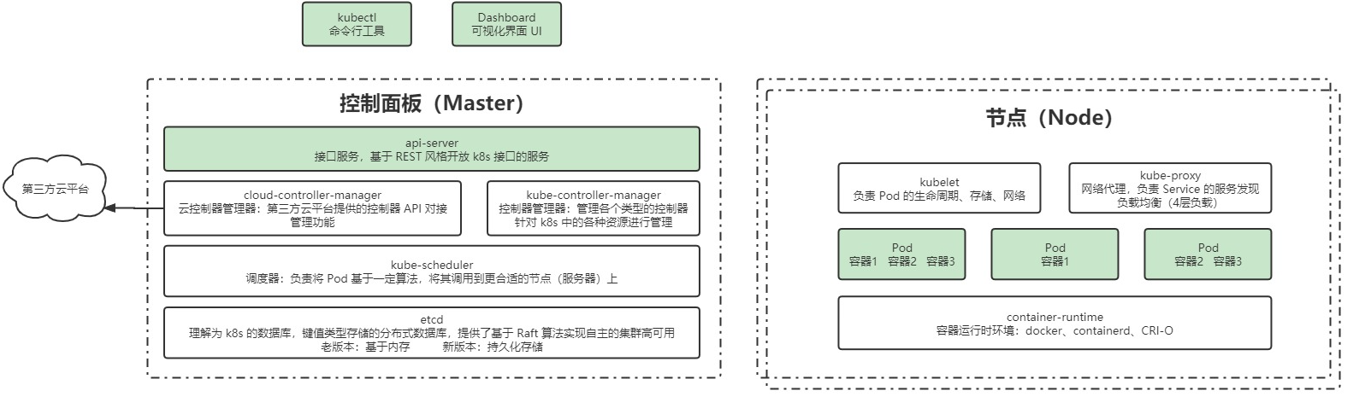 kubectl
命令行工具
Dashboard
可视化界面 UI
控制面板（Master）
api-server
接口服务，基于 REST 风格开放 k8s 接口的服务
第三方云平台
cloud-controller-manager
云控制器管理器：第三方云平台提供的控制器 API 对接
管理功能
kube-controller-manager
控制器管理器：管理各个类型的控制器
针对 k8s 中的各种资源进行管理
kube-scheduler
调度器：负责将 Pod 基于一定算法，将其调用到更合适的节点（服务器）上
etcd
理解为 k8s 的数据库，键值类型存储的分布式数据库，提供了基于 Raft 算法实现自主的集群高可用
老版本：基于内存 新版本：持久化存储
节点（Node）
kubelet
负责 Pod 的生命周期、存储、网络
kube-proxy
网络代理，负责 Service 的服务发现
负载均衡（4层负载）
Pod
容器1 容器2 容器3
Pod
容器1
Pod
容器2 容器3
container-runtime
容器运行时环境：docker、containerd、CRI-O